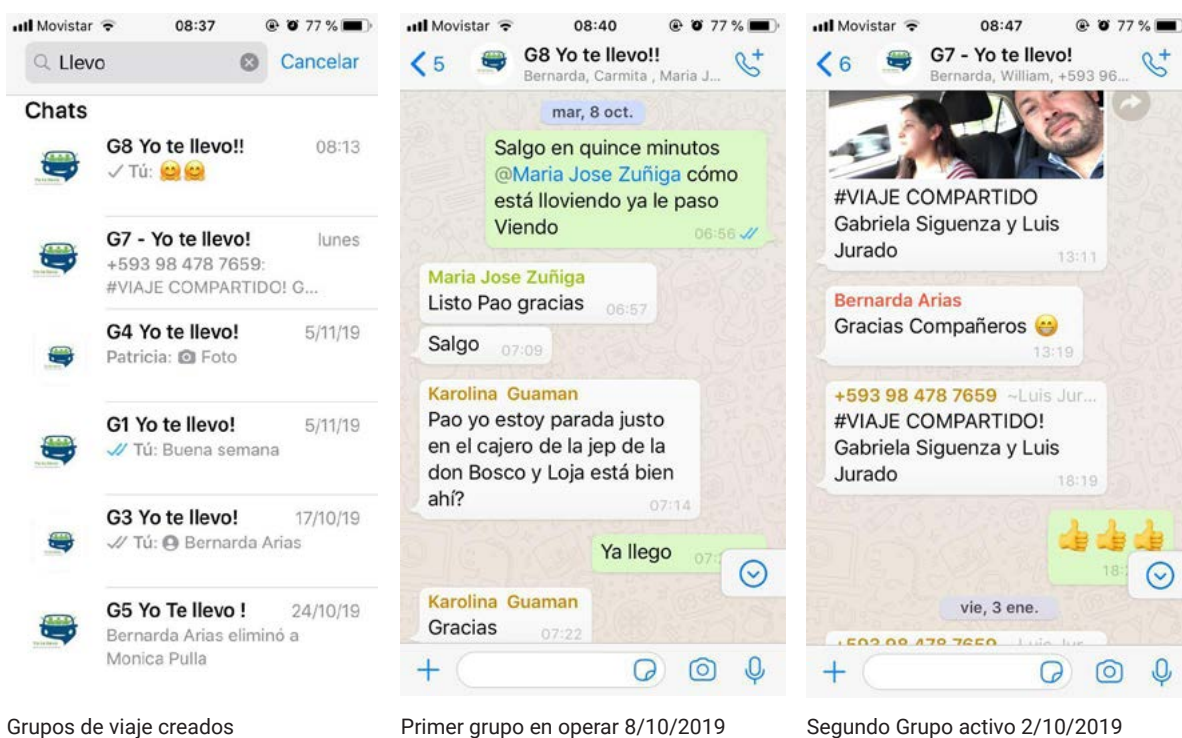 Movistar 08:37 77 %
Llevo Cancelar
Chats
G8 Yo te llevo!! 08:13
✓ Tú: 🤗🤗
G7 - Yo te llevo! lunes
+593 98 478 7659:
#VIAJE COMPARTIDO! G...
G4 Yo te llevo! 5/11/19
Patricia: 📷 Foto
G1 Yo te llevo! 5/11/19
Tú: Buena semana
G3 Yo te llevo! 17/10/19
Tú: Bernarda Arias
G5 Yo Te llevo ! 24/10/19
Bernarda Arias eliminó a
Monica Pulla
Grupos de viaje creados
Movistar 08:40 77 %
5 G8 Yo te llevo!!
Bernarda, Carmita , Maria J...
mar, 8 oct.
Salgo en quince minutos
@Maria Jose Zuñiga cómo
está lloviendo ya le paso
Viendo 06:56
Maria Jose Zuñiga
Listo Pao gracias 06:57
Salgo 07:09
Karolina Guaman
Pao yo estoy parada justo
en el cajero de la jep de la
don Bosco y Loja está bien
ahí? 07:14
Ya llego
Karolina Guaman
Gracias 07:22
Primer grupo en operar 8/10/2019
Movistar 08:47 77 %
6 G7 - Yo te llevo!
Bernarda, William, +593 96...
#VIAJE COMPARTIDO
Gabriela Siguenza y Luis
Jurado 13:11
Bernarda Arias
Gracias Compañeros 😁
13:19
+593 98 478 7659 ~Luis Jur...
#VIAJE COMPARTIDO!
Gabriela Siguenza y Luis
Jurado 18:19
👍👍👍
vie, 3 ene.
+593 98 478 7659
Segundo Grupo activo 2/10/2019